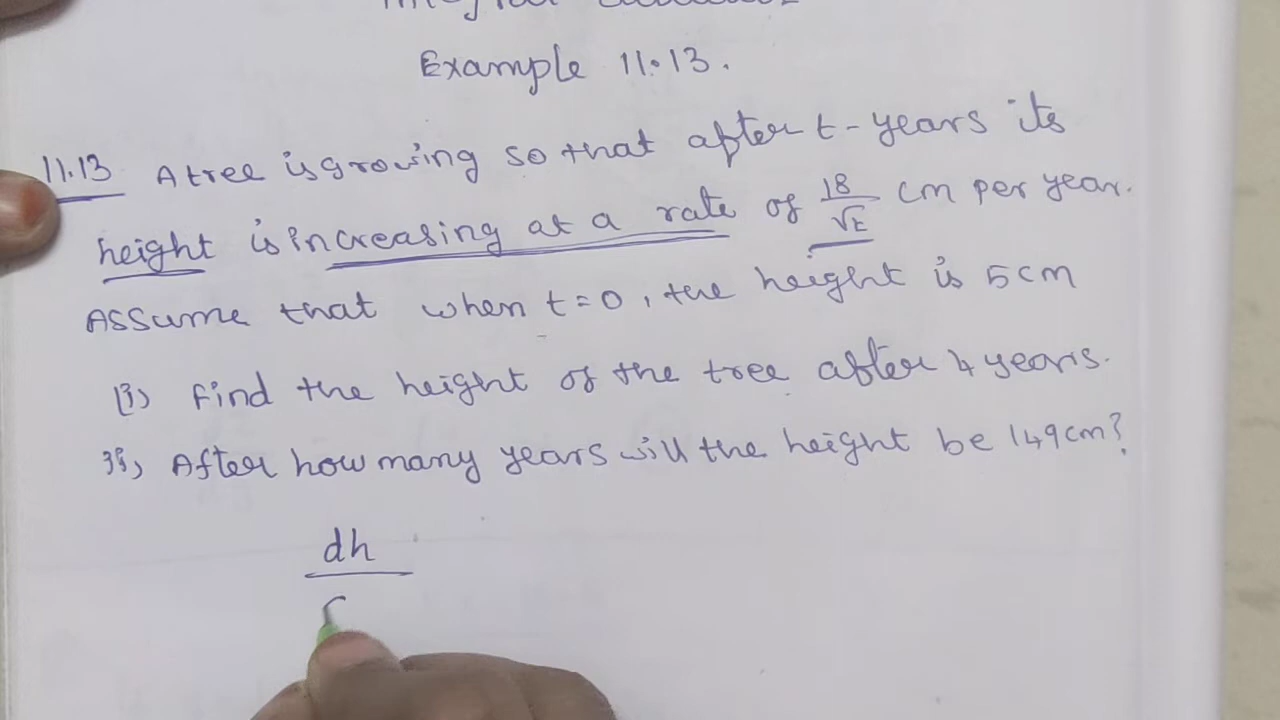 Example 11.13.
11.13 A tree is growing so that after t-years its
height is increasing at a rate of 18/√t cm per year.
Assume that when t=0, the height is 5cm
(i) Find the height of the tree after 4 years.
ii) After how many years will the height be 149cm?
dh